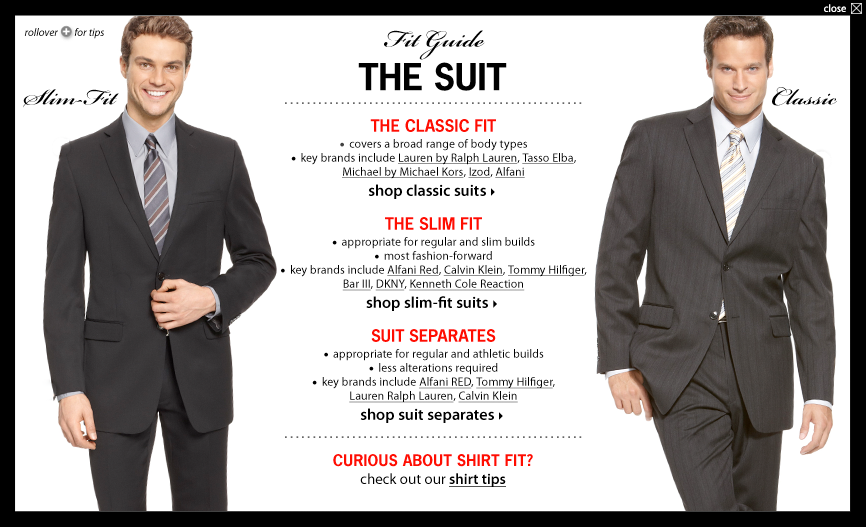 close
rollover + for tips
Fit Guide
THE SUIT
Slim-Fit
Classic
THE CLASSIC FIT
• covers a broad range of body types
• key brands include Lauren by Ralph Lauren, Tasso Elba,
Michael by Michael Kors, Izod, Alfani
shop classic suits
THE SLIM FIT
• appropriate for regular and slim builds
• most fashion-forward
• key brands include Alfani Red, Calvin Klein, Tommy Hilfiger,
Bar III, DKNY, Kenneth Cole Reaction
shop slim-fit suits
SUIT SEPARATES
• appropriate for regular and athletic builds
• less alterations required
• key brands include Alfani RED, Tommy Hilfiger,
Lauren Ralph Lauren, Calvin Klein
shop suit separates
CURIOUS ABOUT SHIRT FIT?
check out our shirt tips